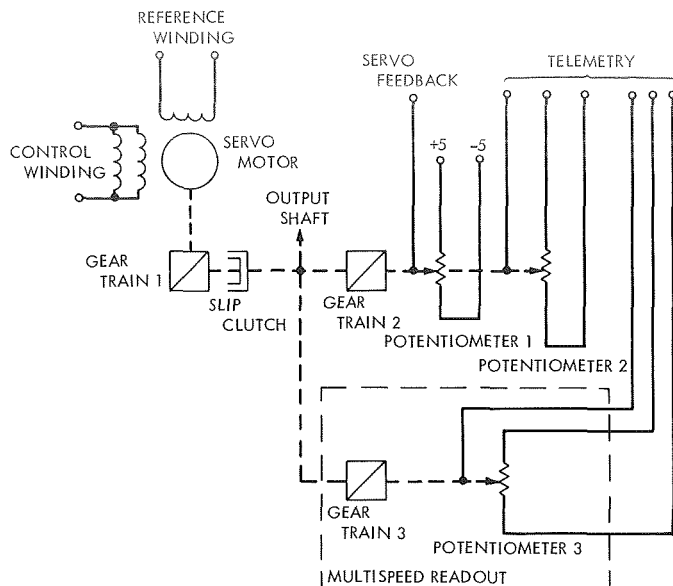 REFERENCE
WINDING
SERVO
FEEDBACK
TELEMETRY
CONTROL
WINDING
SERVO
MOTOR
+5
-5
OUTPUT
SHAFT
GEAR
TRAIN 1
SLIP
CLUTCH
GEAR
TRAIN 2
POTENTIOMETER 1
POTENTIOMETER 2
GEAR
TRAIN 3
POTENTIOMETER 3
MULTISPEED READOUT